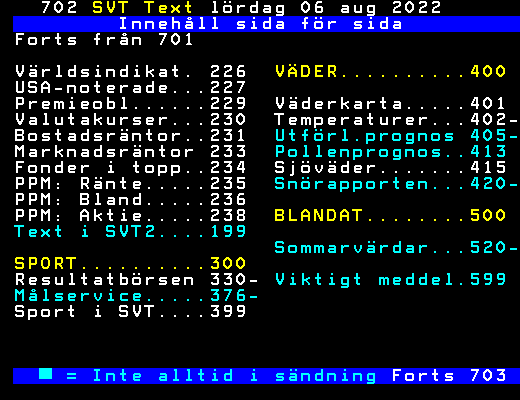 702 SVT Text lördag 06 aug 2022
Innehåll sida för sida
Forts från 701
Världsindikat. 226
USA-noterade...227
Premieobl......229
Valutakurser...230
Bostadsräntor..231
Marknadsräntor 233
Fonder i topp..234
PPM: Ränte.....235
PPM: Bland.....236
PPM: Aktie.....238
Text i SVT2....199
SPORT..........300
Resultatbörsen 330-
Målservice.....376-
Sport i SVT....399
VÄDER..........400
Väderkarta.....401
Temperaturer...402-
Utförl.prognos 405-
Pollenprognos..413
Sjöväder.......415
Snörapporten...420-
BLANDAT........500
Sommarvärdar...520-
Viktigt meddel.599
= Inte alltid i sändning Forts 703